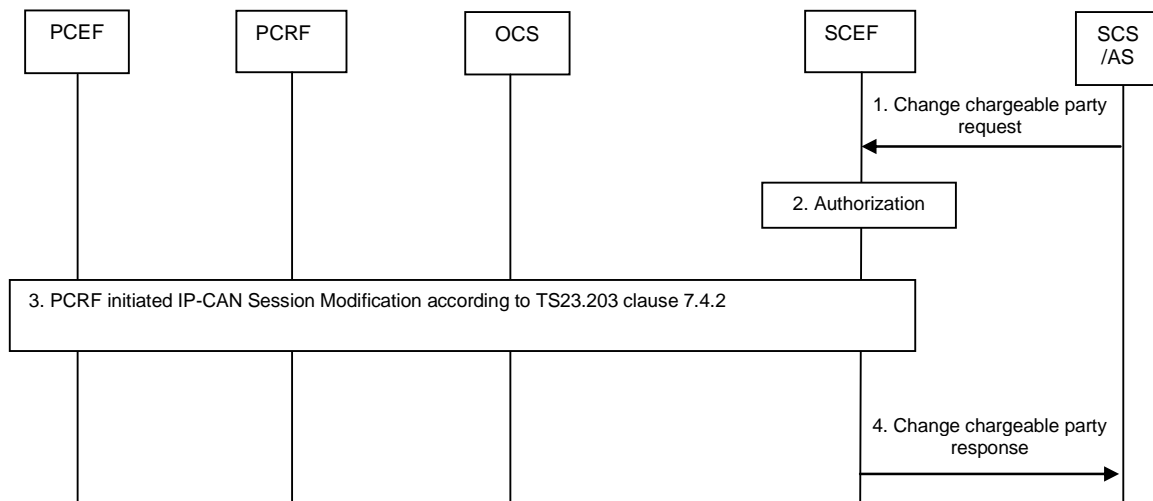 PCEF
PCRF
OCS
SCEF
SCS
/AS
1. Change chargeable party
request
2. Authorization
3. PCRF initiated IP-CAN Session Modification according to TS23.203 clause 7.4.2
4. Change chargeable party
response